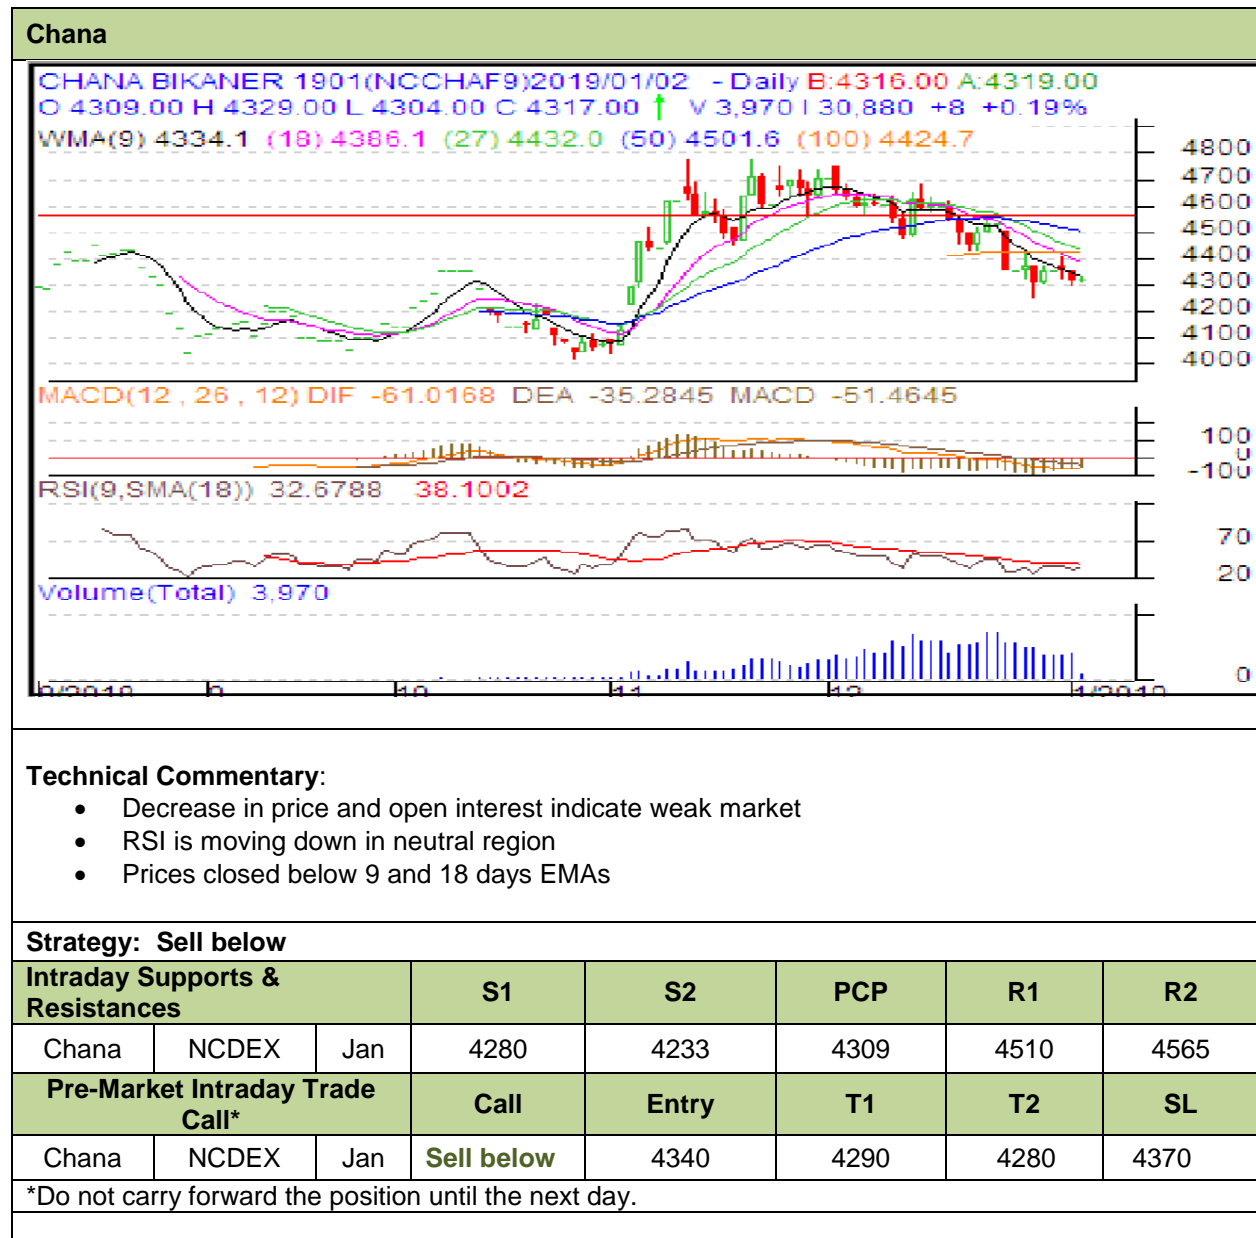 Chana
CHANA BIKANER 1901(NCCHAF9)2019/01/02 - Daily B:4316.00 A:4319.00
O 4309.00 H 4329.00 L 4304.00 C 4317.00 ↑ V 3,970 I 30,880 +8 +0.19%
WMA(9) 4334.1 (18) 4386.1 (27) 4432.0 (50) 4501.6 (100) 4424.7
4800
4700
4600
4500
4400
4300
4200
4100
4000
MACD(12 , 26 , 12) DIF -61.0168 DEA -35.2845 MACD -51.4645
100
0
-100
RSI(9,SMA(18)) 32.6788 38.1002
70
20
Volume(Total) 3,970
0
9 10 11 12 1/2019
Technical Commentary:
• Decrease in price and open interest indicate weak market
• RSI is moving down in neutral region
• Prices closed below 9 and 18 days EMAs
Strategy: Sell below
Intraday Supports & Resistances S1 S2 PCP R1 R2
Chana NCDEX Jan 4280 4233 4309 4510 4565
Pre-Market Intraday Trade Call* Call Entry T1 T2 SL
Chana NCDEX Jan Sell below 4340 4290 4280 4370
*Do not carry forward the position until the next day.